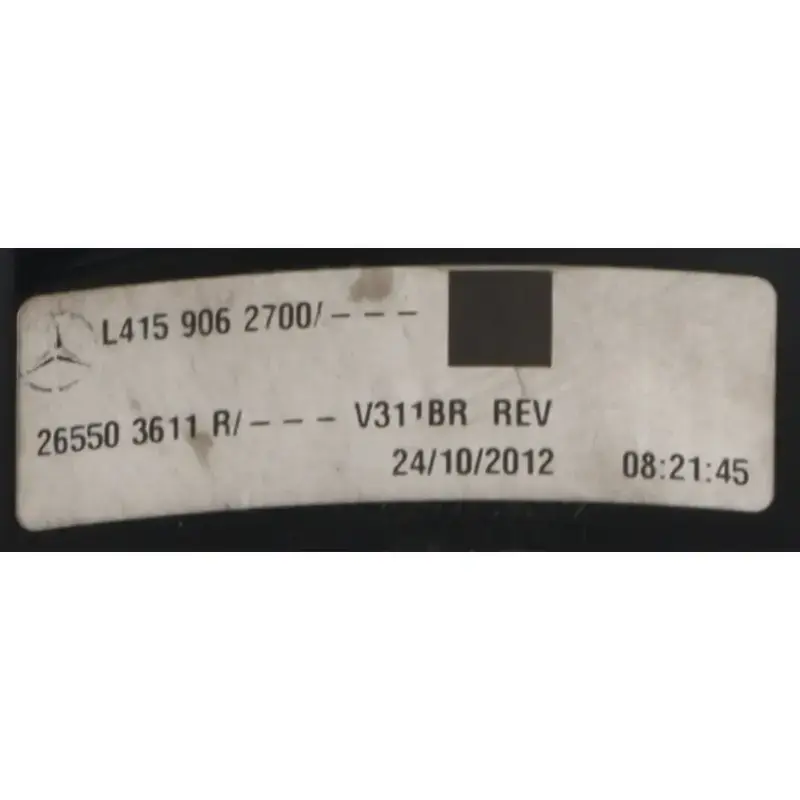 L415 906 2700/---
26550 3611 R/--- V311BR REV
24/10/2012 08:21:45